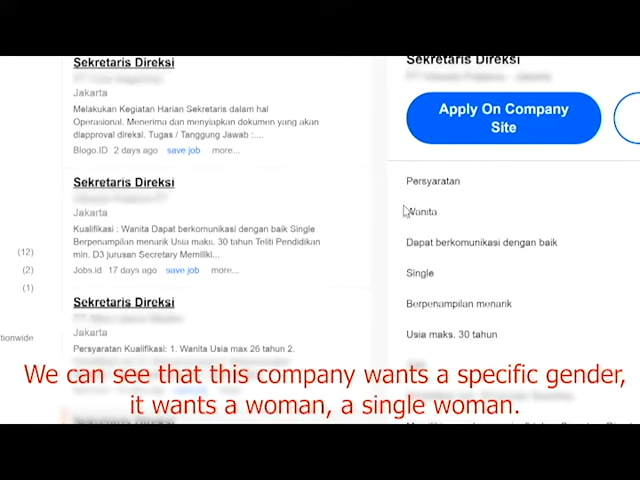 Sekretaris Direksi
Jakarta
Melakukan Kegiatan Harian Sekretaris dalam hal
Operasional. Menerima dan menyiapkan dokumen yang akan
diapproval direksi. Tugas / Tanggung Jawab :....
Blogo.ID 2 days ago save job more...
Sekretaris Direksi
Jakarta
Kualifikasi : Wanita Dapat berkomunikasi dengan baik Single
Berpenampilan menarik Usia maks. 30 tahun Teliti Pendidikan
min. D3 jurusan Secretary Memiliki...
Jobs.id 17 days ago save job more...
Sekretaris Direksi
Jakarta
Persyaratan Kualifikasi: 1. Wanita Usia max 26 tahun 2.
(12)
(2)
(1)
tionwide
Sekretaris Direksi
Apply On Company
Site
Persyaratan
Wanita
Dapat berkomunikasi dengan baik
Single
Berpenampilan menarik
Usia maks. 30 tahun
We can see that this company wants a specific gender,
it wants a woman, a single woman.